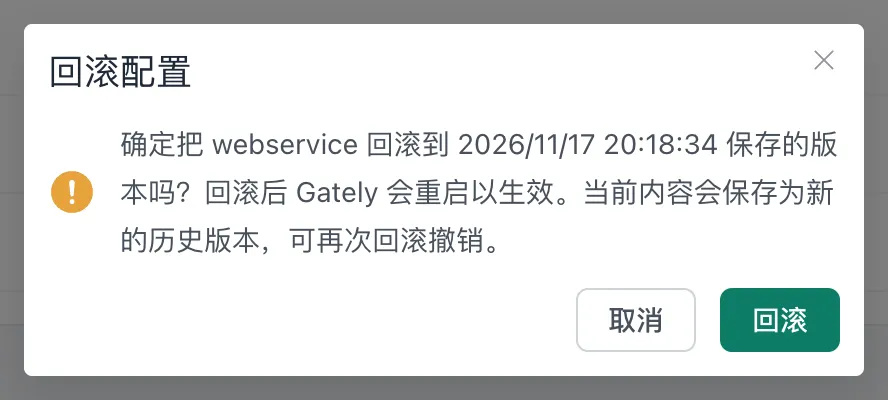 回滚配置
确定把 webservice 回滚到 2026/11/17 20:18:34 保存的版
本吗？回滚后 Gately 会重启以生效。当前内容会保存为新
的历史版本，可再次回滚撤销。
取消
回滚